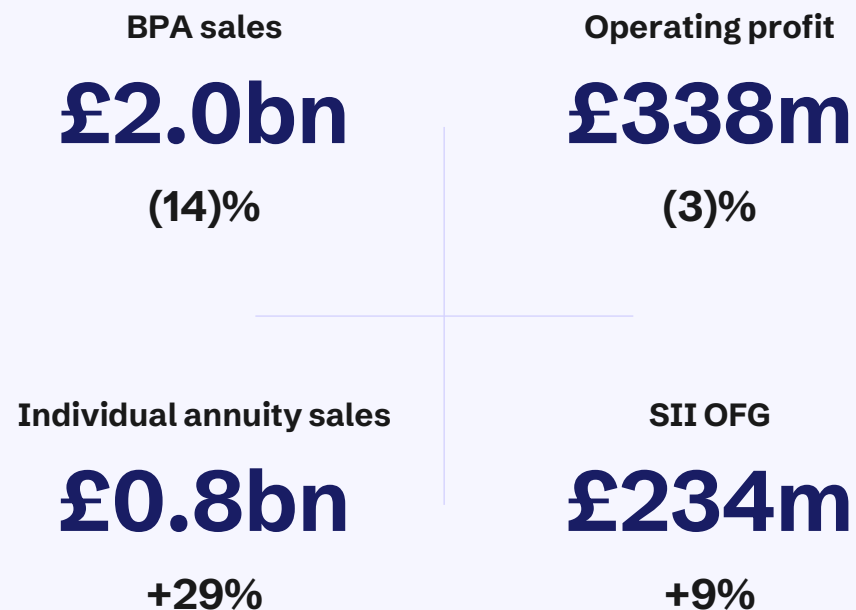 BPA sales
£2.0bn
(14)%
Operating profit
£338m
(3)%
Individual annuity sales
£0.8bn
+29%
SII OFG
£234m
+9%